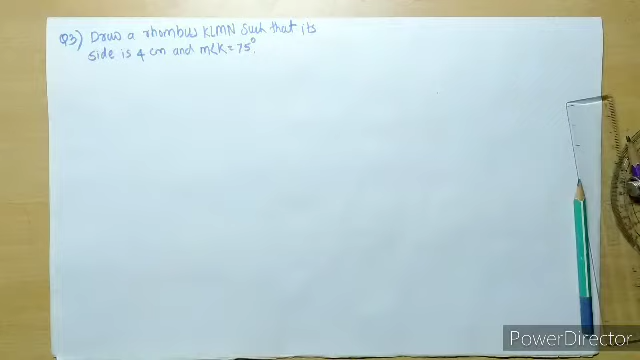 Q3) Draw a rhombus KLMN such that its
side is 4 cm and m∠K = 75°.
PowerDirector